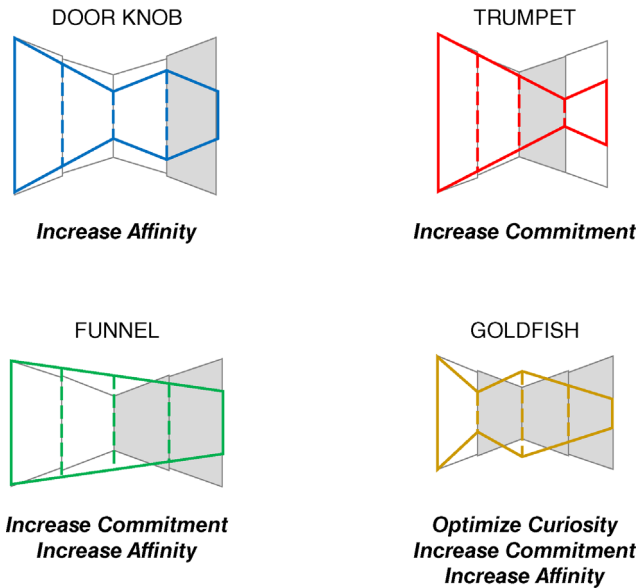 DOOR KNOB
TRUMPET
Increase Affinity
Increase Commitment
FUNNEL
GOLDFISH
Increase Commitment
Increase Affinity
Optimize Curiosity
Increase Commitment
Increase Affinity